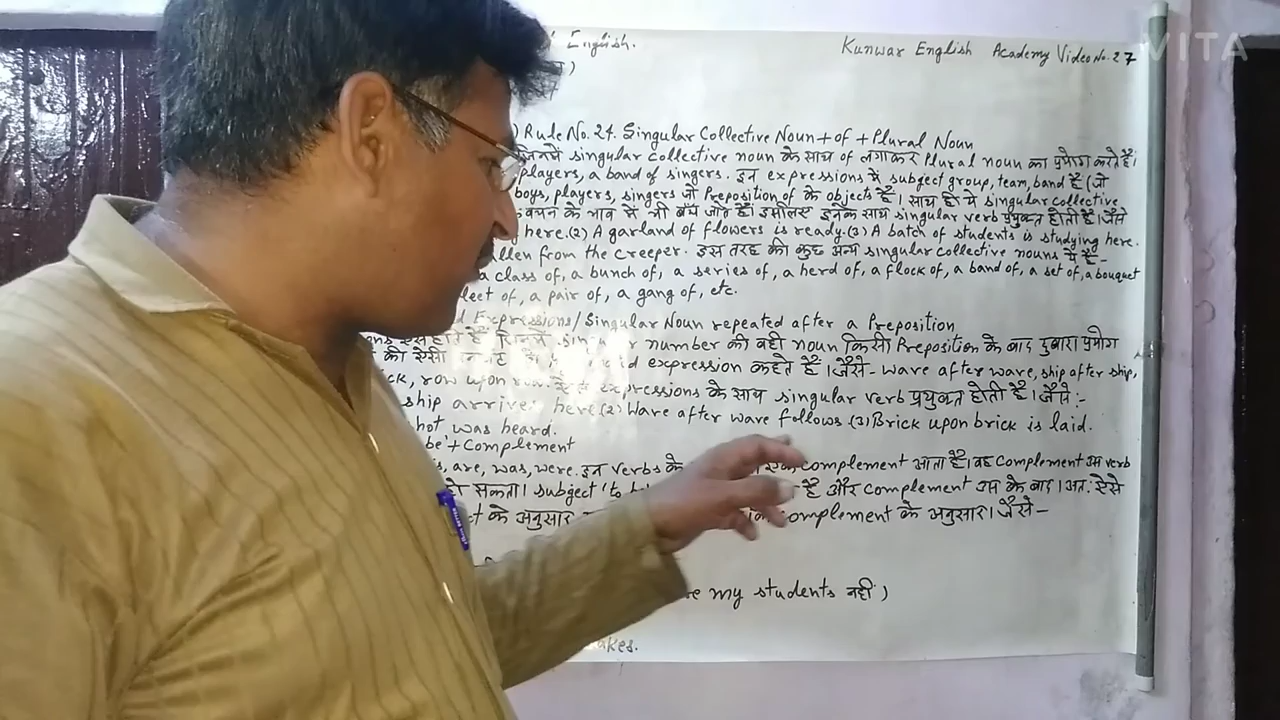 English.
Kunwar English Academy Video No. 27
VITA
Rule No. 24. Singular Collective Noun + of + Plural Noun
जिनमें singular collective noun के साथ of लगाकर Plural noun का प्रयोग करते हैं।
players, a band of singers. इन expressions में subject group, team, band हैं (जो
boys, players, singers जो Preposition of के objects हैं। साथ ही ये singular collective
वचन के भाव में भी बंध जाते हैं। इसलिए इनके साथ singular verb प्रयुक्त होती है। जैसे
here. (2) A garland of flowers is ready. (3) A batch of students is studying here.
allen from the creeper. इस तरह की कुछ अन्य singular collective nouns ये हैं-
a class of, a bunch of, a series of, a herd of, a flock of, a band of, a set of, a bouquet
leet of, a pair of, a gang of, etc.
d Expressions/Singular Noun repeated after a Preposition
number की वही noun किसी Preposition के बाद दुबारा प्रयोग
expression कहते हैं। जैसे- wave after wave, ship after ship,
ck, row upon row. expressions के साथ singular verb प्रयुक्त होती है। जैसे:-
ship arrives here (2) Wave after wave follows (3) Brick upon brick is laid.
hot was heard.
be' + Complement
is, are, was, were. इन verbs के complement आता है। वह Complement उस verb
हो सकता। subject 'to है और complement उस के बाद। अतः ऐसे
के अनुसार complement के अनुसार। जैसे-
my students नहीं)
akes.